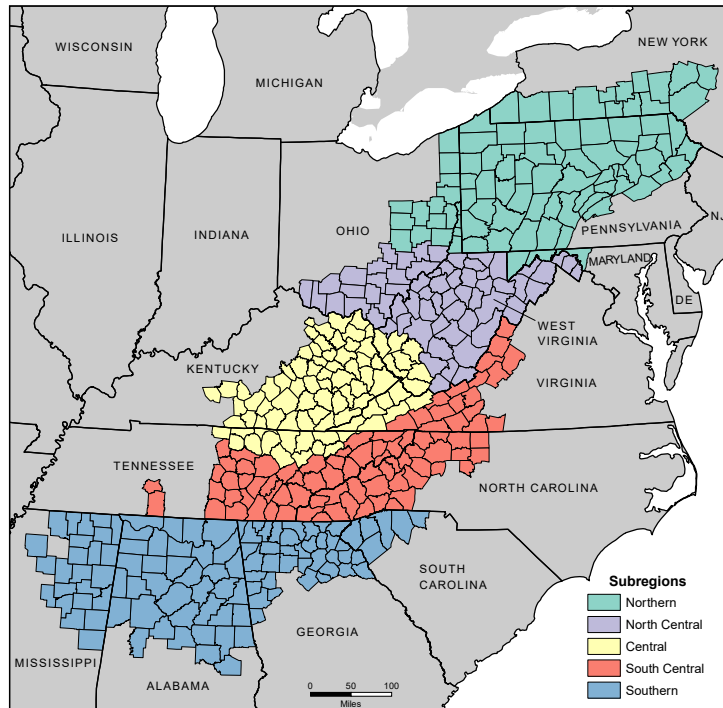 NEW YORK
WISCONSIN
MICHIGAN
PENNSYLVANIA
NJ
OHIO
ILLINOIS
INDIANA
MARYLAND
DE
WEST
VIRGINIA
KENTUCKY
VIRGINIA
TENNESSEE
NORTH CAROLINA
SOUTH
CAROLINA
GEORGIA
MISSISSIPPI
ALABAMA
0 50 100
Miles
Subregions
Northern
North Central
Central
South Central
Southern